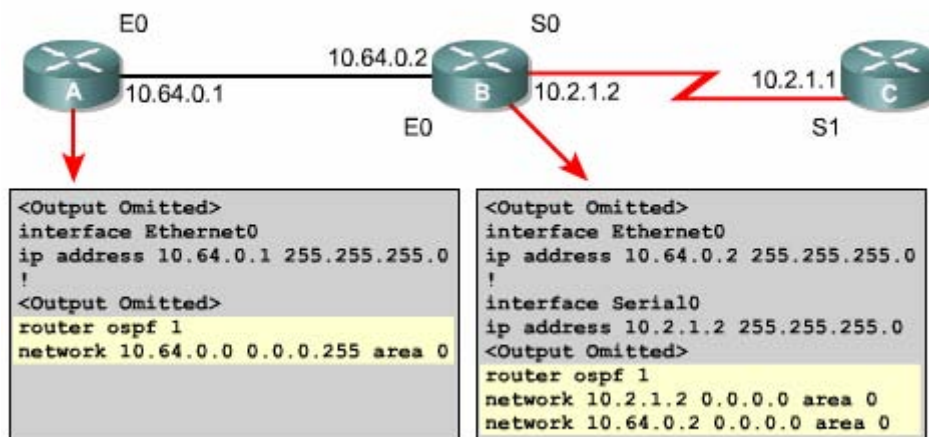 E0
S0
10.64.0.2
10.2.1.1
A
10.64.0.1
B
10.2.1.2
C
E0
S1
<Output Omitted>
interface Ethernet0
ip address 10.64.0.1 255.255.255.0
!
<Output Omitted>
router ospf 1
network 10.64.0.0 0.0.0.255 area 0
<Output Omitted>
interface Ethernet0
ip address 10.64.0.2 255.255.255.0
!
interface Serial0
ip address 10.2.1.2 255.255.255.0
<Output Omitted>
router ospf 1
network 10.2.1.2 0.0.0.0 area 0
network 10.64.0.2 0.0.0.0 area 0